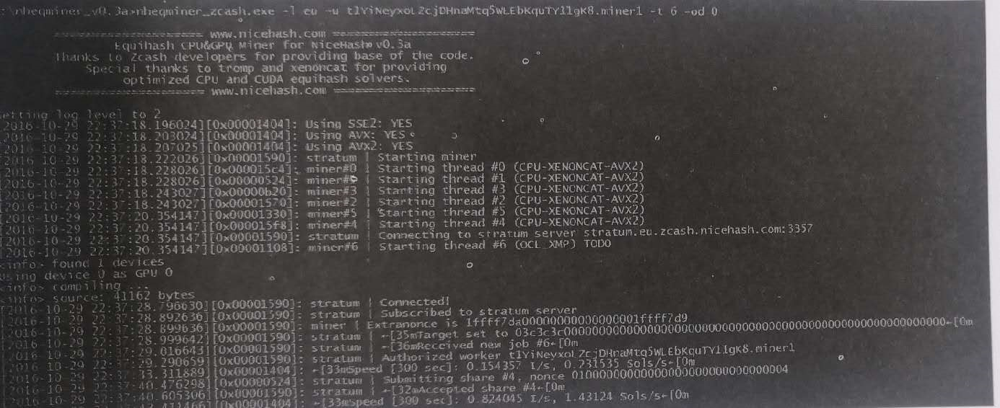 :\nheqminer_v0.3a>nheqminer_zcash.exe -l eu -u t1YiNeyxoL2cjDHnaMtq5WLEbKquTY11gK8.miner1 -t 6 -od 0
==================== www.nicehash.com ====================
Equihash CPU&GPU Miner for NiceHash v0.3a
Thanks to Zcash developers for providing base of the code.
Special thanks to tromp and xenoncat for providing
optimized CPU and CUDA equihash solvers.
==================== www.nicehash.com ====================
etting log level to 2
[2016-10-29 22:37:18.196024][0x00001404]: Using SSE2: YES
[2016-10-29 22:37:18.203024][0x00001404]: Using AVX: YES
[2016-10-29 22:37:18.207025][0x00001404]: Using AVX2: YES
[2016-10-29 22:37:18.222026][0x00001590]: stratum | Starting miner
[2016-10-29 22:37:18.228026][0x000015c4]: miner#0 | Starting thread #0 (CPU-XENONCAT-AVX2)
[2016-10-29 22:37:18.228026][0x00000524]: | Starting thread #1 (CPU-XENONCAT-AVX2)
[2016-10-29 22:37:18.243027][0x00000b20]: miner#3 | Starting thread #3 (CPU-XENONCAT-AVX2)
[2016-10-29 22:37:18.243027][0x00001570]: miner#2 | Starting thread #2 (CPU-XENONCAT-AVX2)
[2016-10-29 22:37:20.354147][0x00001330]: miner#5 | Starting thread #5 (CPU-XENONCAT-AVX2)
[2016-10-29 22:37:20.354147][0x000015f8]: miner#4 | Starting thread #4 (CPU-XENONCAT-AVX2)
[2016-10-29 22:37:20.354147][0x00001590]: stratum | Connecting to stratum server stratum.eu.zcash.nicehash.com:3357
[2016-10-29 22:37:20.354147][0x00001108]: miner#6 | Starting thread #6 (OCL_XMP) TODO
<info> found 1 devices
Using device 0 as GPU 0
<info> compiling ...
<info> source: 41162 bytes
[2016-10-29 22:37:28.796630][0x00001590]: stratum | Connected!
[2016-10-29 22:37:28.892636][0x00001590]: stratum | Subscribed to stratum server
[2016-10-29 22:37:28.899636][0x00001590]: miner | Extranonce is
[2016-10-29 22:37:28.999642][0x00001590]: stratum | ←[35mTarget set to
[2016-10-29 22:37:29.016643][0x00001590]: stratum | ←[36mReceived new job #6←[0m
[2016-10-29 22:37:29.290659][0x00001590]: stratum | Authorized worker t1YiNeyxoL2cjDHnaMtq5WLEbKquTY11gK8.miner1
[2016-10-29 22:37:33.311889][0x00001404]: ←[33mSpeed [300 sec]: 0.154357 I/s, 0.231535 Sols/s←[0m
[2016-10-29 22:37:40.476298][0x00000524]: stratum | Submitting share #4, nonce
[2016-10-29 22:37:40.605306][0x00001590]: stratum | ←[32mAccepted share #4←[0m
[0x00001404]: ←[33mSpeed [300 sec]: 0.824045 I/s, 1.43124 Sols/s←[0m